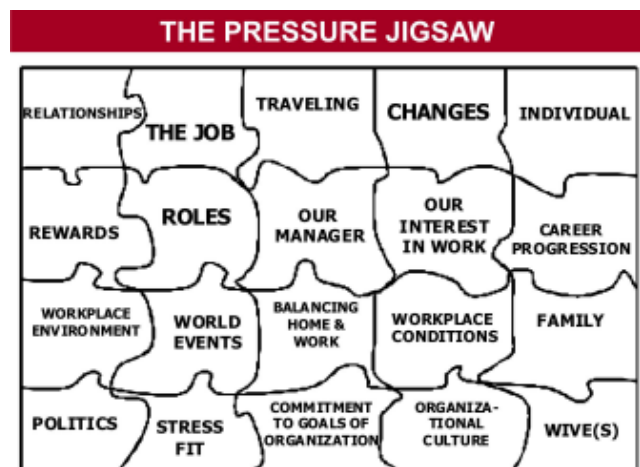 THE PRESSURE JIGSAW
RELATIONSHIPS
THE JOB
TRAVELING
CHANGES
INDIVIDUAL
REWARDS
ROLES
OUR
MANAGER
OUR
INTEREST
IN WORK
CAREER
PROGRESSION
WORKPLACE
ENVIRONMENT
WORLD
EVENTS
BALANCING
HOME &
WORK
WORKPLACE
CONDITIONS
FAMILY
POLITICS
STRESS
FIT
COMMITMENT
TO GOALS OF
ORGANIZATION
ORGANIZA-
TIONAL
CULTURE
WIVE(S)